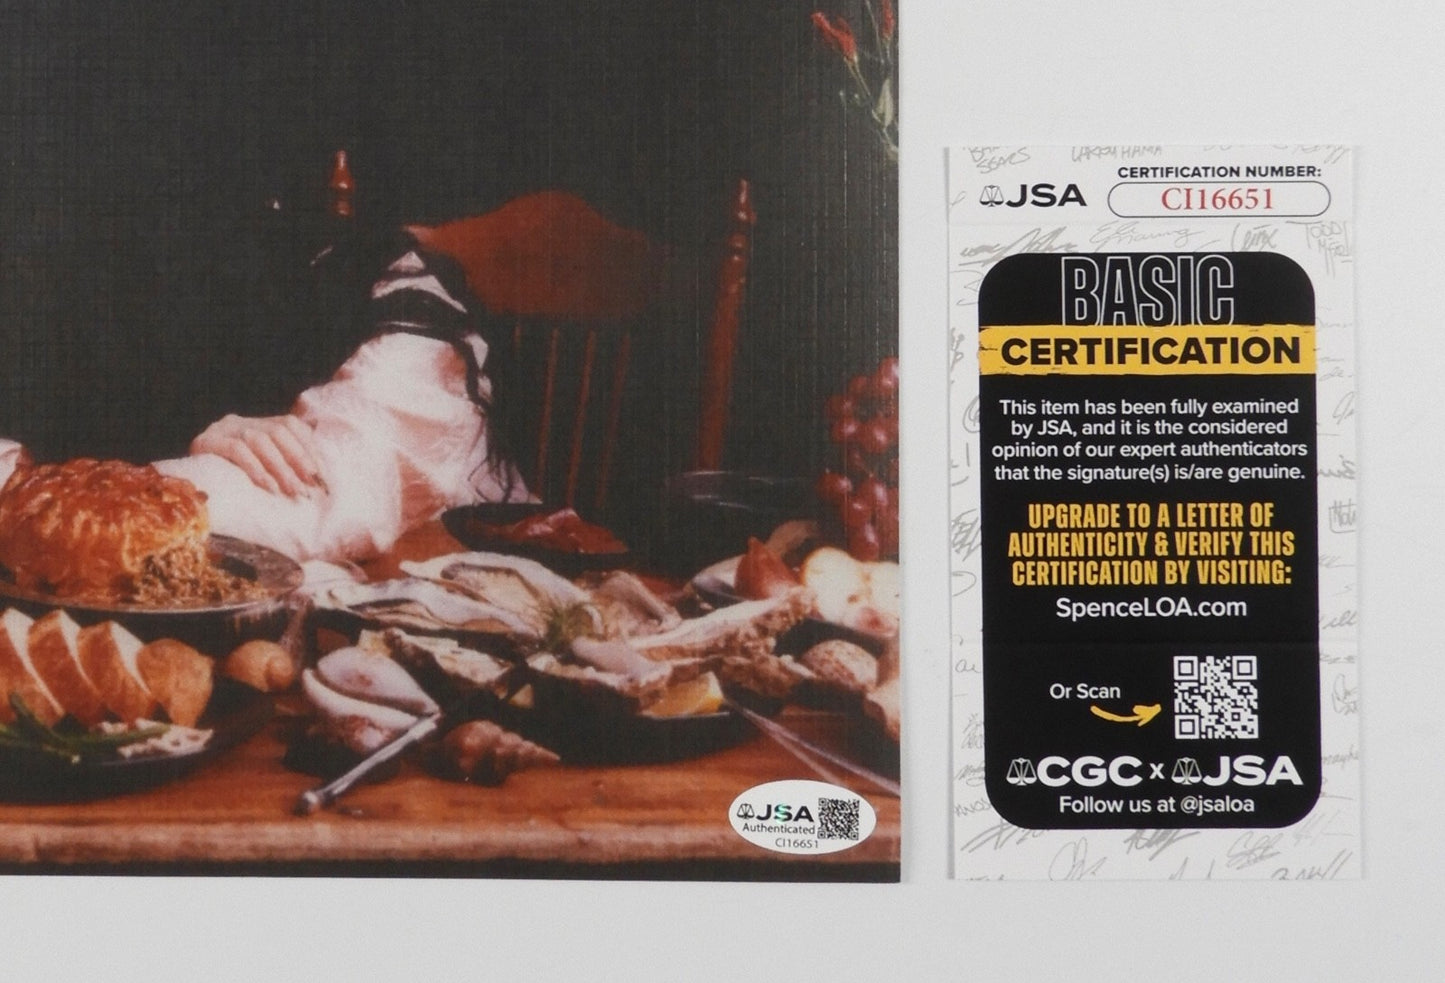 CERTIFICATION NUMBER:
JSA
CI16651
BASIC
CERTIFICATION
This item has been fully examined
by JSA, and it is the considered
opinion of our expert authenticators
that the signature(s) is/are genuine.
UPGRADE TO A LETTER OF
AUTHENTICITY & VERIFY THIS
CERTIFICATION BY VISITING:
SpenceLOA.com
Or Scan
CGC x JSA
Follow us at @jsaloa
JSA
Authenticated
CI16651